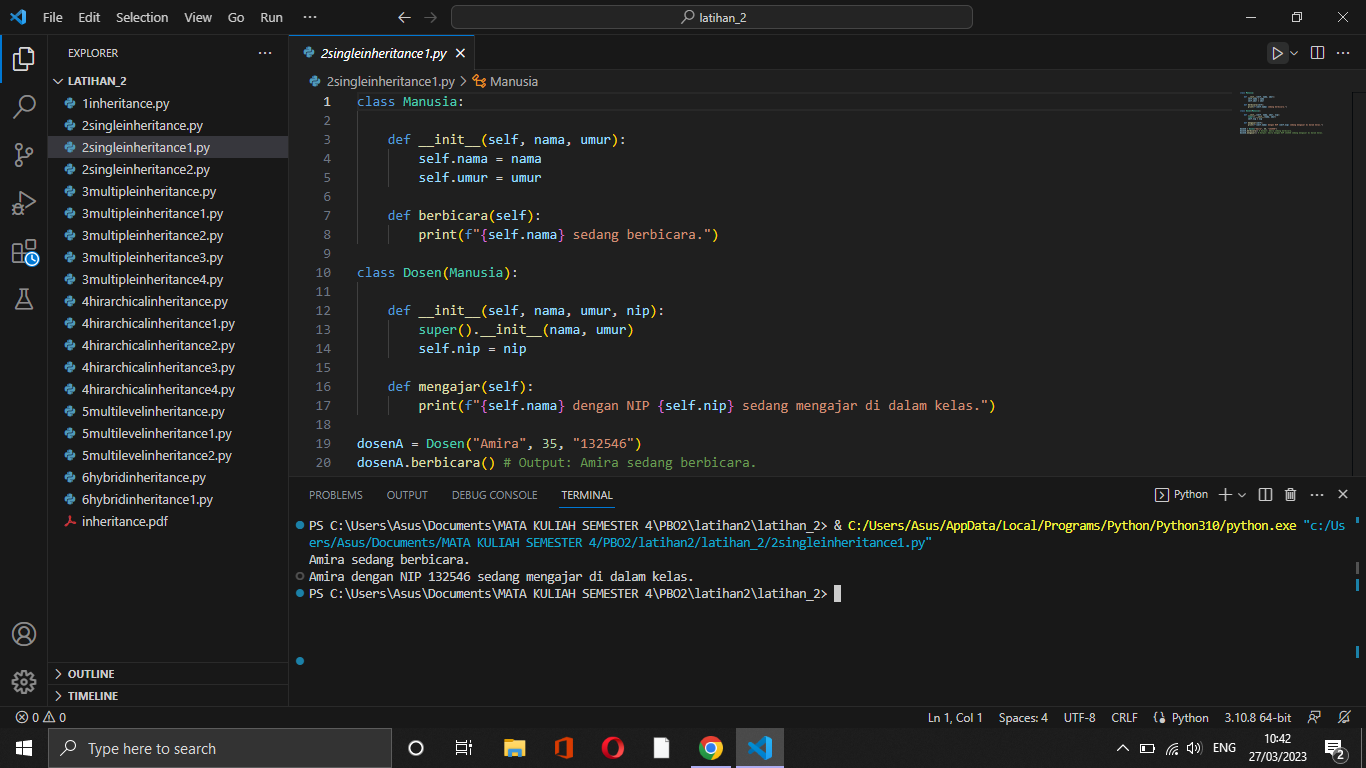 File Edit Selection View Go Run ··· latihan_2
EXPLORER ···
LATIHAN_2
1inheritance.py
2singleinheritance.py
2singleinheritance1.py
2singleinheritance2.py
3multipleinheritance.py
3multipleinheritance1.py
3multipleinheritance2.py
3multipleinheritance3.py
3multipleinheritance4.py
4hirarchicalinheritance.py
4hirarchicalinheritance1.py
4hirarchicalinheritance2.py
4hirarchicalinheritance3.py
4hirarchicalinheritance4.py
5multilevelinheritance.py
5multilevelinheritance1.py
5multilevelinheritance2.py
6hybridinheritance.py
6hybridinheritance1.py
inheritance.pdf
OUTLINE
TIMELINE
2singleinheritance1.py
2singleinheritance1.py > Manusia
1 class Manusia:
2
3 def __init__(self, nama, umur):
4 self.nama = nama
5 self.umur = umur
6
7 def berbicara(self):
8 print(f"{self.nama} sedang berbicara.")
9
10 class Dosen(Manusia):
11
12 def __init__(self, nama, umur, nip):
13 super().__init__(nama, umur)
14 self.nip = nip
15
16 def mengajar(self):
17 print(f"{self.nama} dengan NIP {self.nip} sedang mengajar di dalam kelas.")
18
19 dosenA = Dosen("Amira", 35, "132546")
20 dosenA.berbicara() # Output: Amira sedang berbicara.
PROBLEMS OUTPUT DEBUG CONSOLE TERMINAL Python
PS C:\Users\Asus\Documents\MATA KULIAH SEMESTER 4\PBO2\latihan2\latihan_2> & C:/Users/Asus/AppData/Local/Programs/Python/Python310/python.exe "c:/Us
ers/Asus/Documents/MATA KULIAH SEMESTER 4/PBO2/latihan2/latihan_2/2singleinheritance1.py"
Amira sedang berbicara.
Amira dengan NIP 132546 sedang mengajar di dalam kelas.
PS C:\Users\Asus\Documents\MATA KULIAH SEMESTER 4\PBO2\latihan2\latihan_2>
0 0 Ln 1, Col 1 Spaces: 4 UTF-8 CRLF Python 3.10.8 64-bit
Type here to search
ENG
10:42
27/03/2023
2